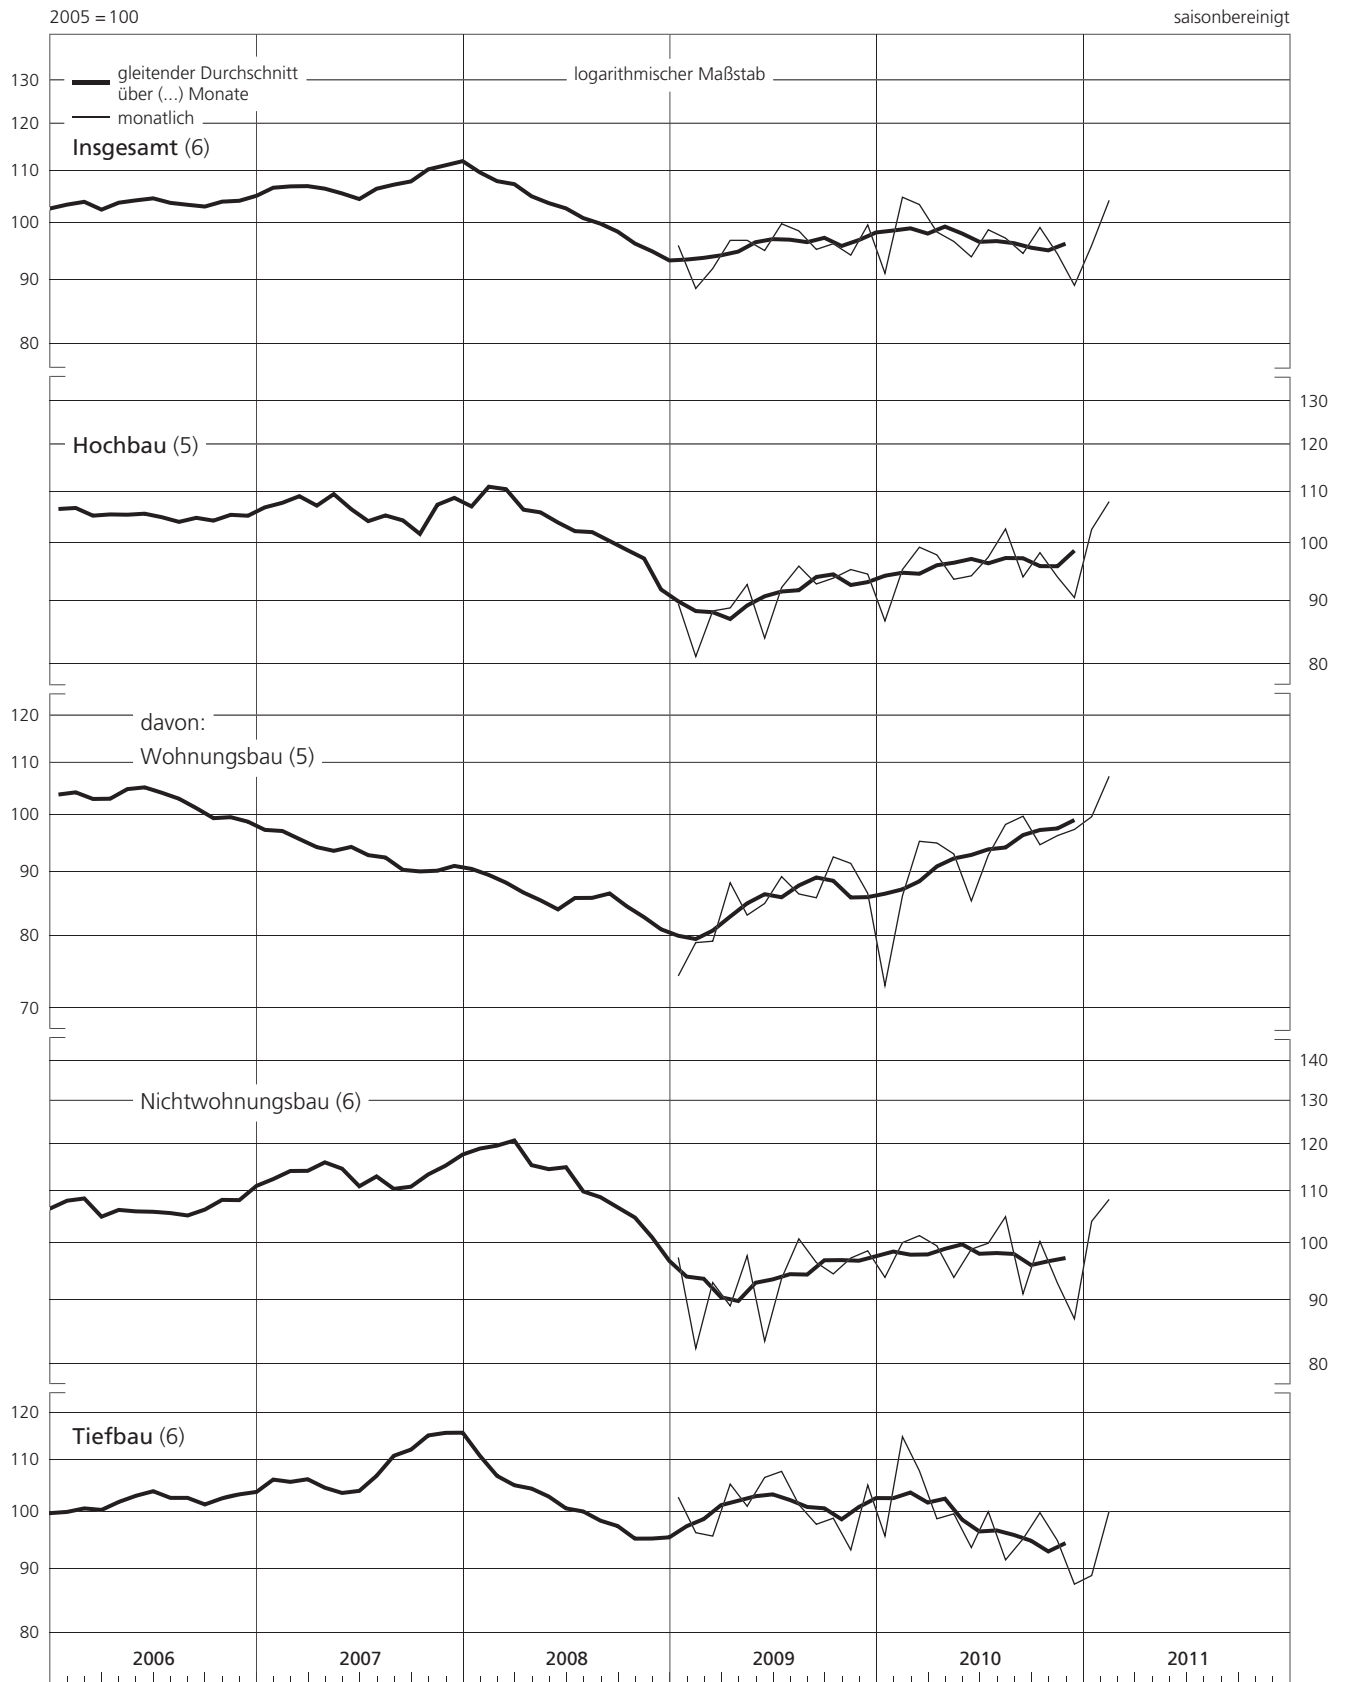 2005 = 100
saisonbereinigt
gleitender Durchschnitt
über (...) Monate
monatlich
logarithmischer Maßstab
130
120
Insgesamt (6)
110
100
90
80
130
120
Hochbau (5)
110
100
90
80
120
davon:
Wohnungsbau (5)
110
100
90
80
70
140
130
Nichtwohnungsbau (6)
120
110
100
90
80
120
Tiefbau (6)
110
100
90
80
2006 2007 2008 2009 2010 2011